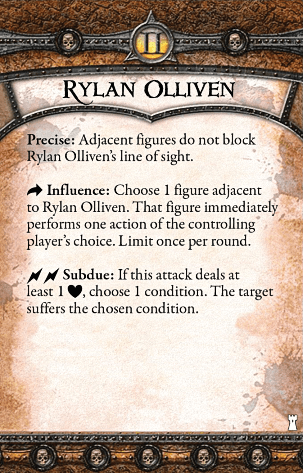 II
RYLAN OLLIVEN
Precise: Adjacent figures do not block
Rylan Olliven's line of sight.
Influence: Choose 1 figure adjacent
to Rylan Olliven. That figure immediately
performs one action of the controlling
player's choice. Limit once per round.
Subdue: If this attack deals at
least 1 ♥, choose 1 condition. The target
suffers the chosen condition.